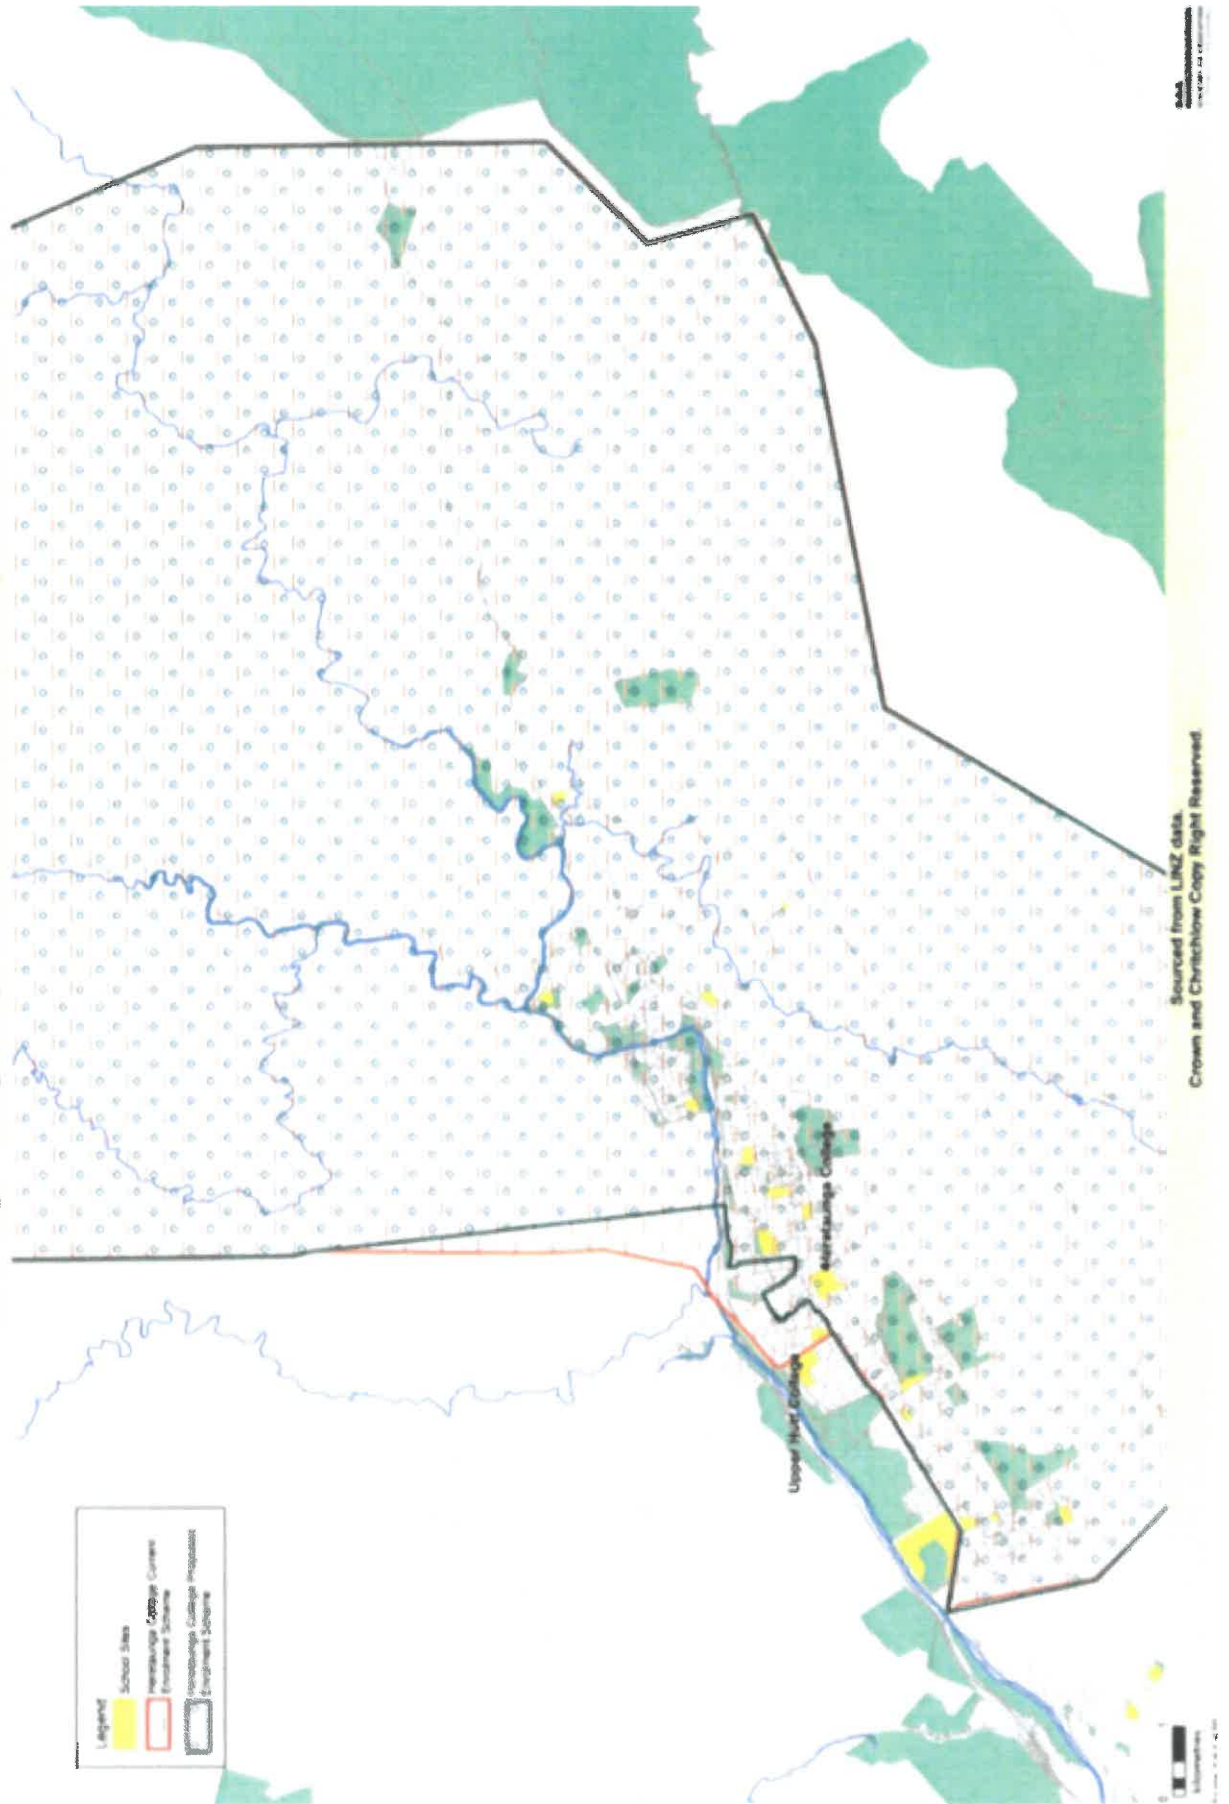 Legend
School Sites
Heretaunga College Current
Enrolment Scheme
Heretaunga College Proposed
Enrolment Scheme
Upper Hutt College
Heretaunga College
Kilometres
Sourced from LINZ data.
Crown and Chritchlow Copy Right Reserved.